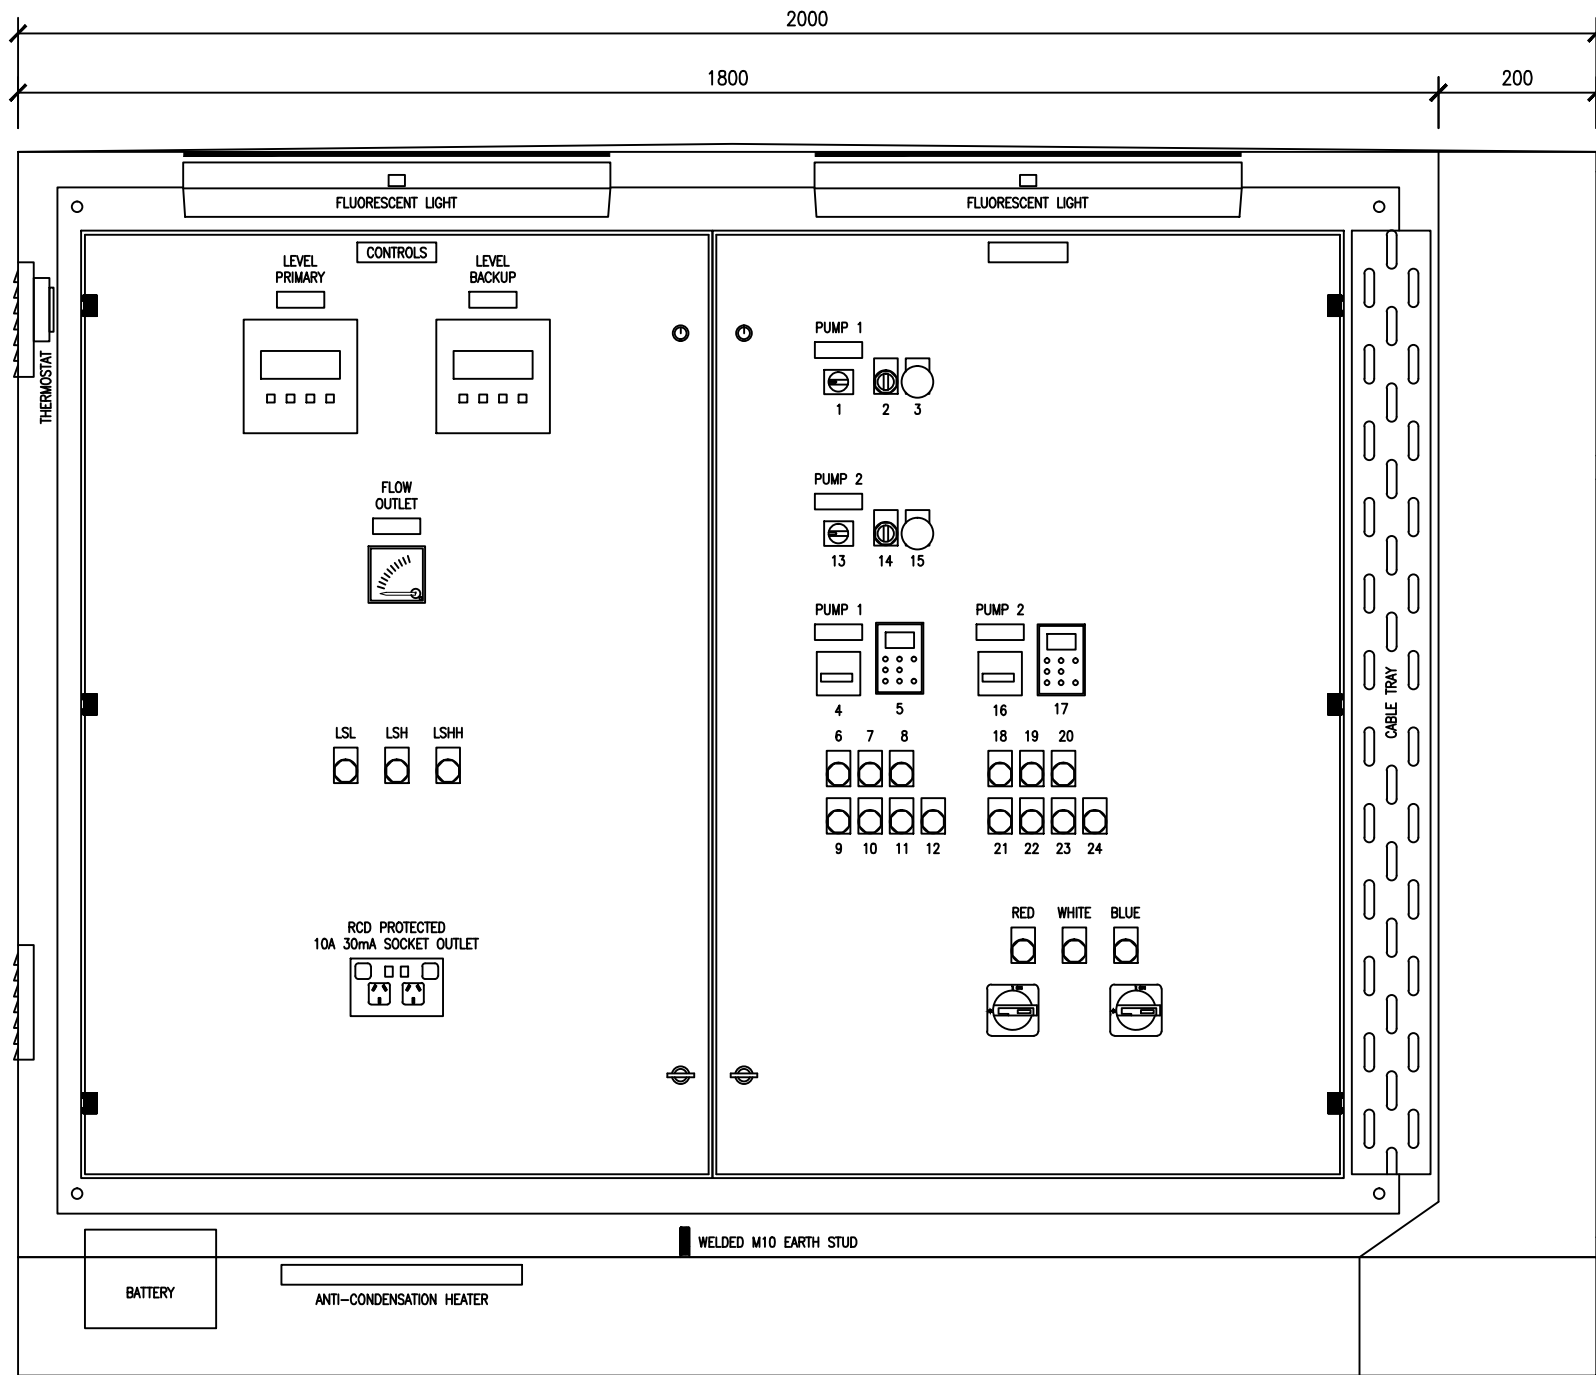 2000
1800
200
FLUORESCENT LIGHT
FLUORESCENT LIGHT
CONTROLS
LEVEL
PRIMARY
LEVEL
BACKUP
THERMOSTAT
PUMP 1
1
2
3
FLOW
OUTLET
PUMP 2
13
14
15
PUMP 1
PUMP 2
4
5
16
17
CABLE TRAY
LSL
LSH
LSHH
6
7
8
18
19
20
9
10
11
12
21
22
23
24
RCD PROTECTED
10A 30mA SOCKET OUTLET
RED
WHITE
BLUE
WELDED M10 EARTH STUD
BATTERY
ANTI-CONDENSATION HEATER